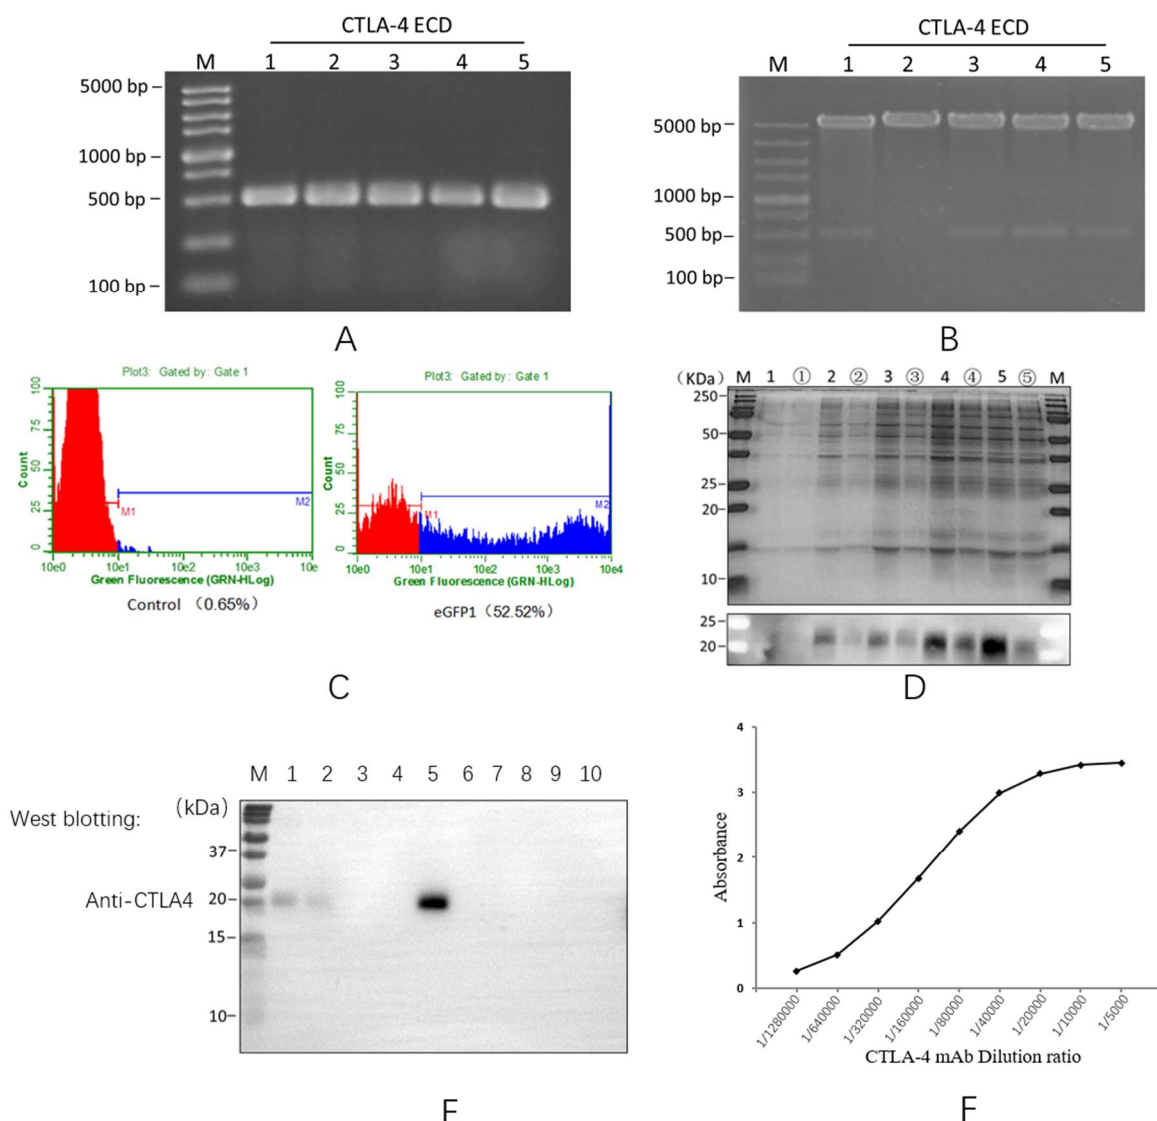 CTLA-4 ECD
M 1 2 3 4 5
5000 bp
1000 bp
500 bp
100 bp
A
CTLA-4 ECD
M 1 2 3 4 5
5000 bp
1000 bp
500 bp
100 bp
B
Plot3: Gated by: Gate 1
Count
100
75
50
25
0
M1
M2
10e0 10e1 10e2 10e3 10e
Green Fluorescence (GRN-HLog)
Control （0.65%）
Plot3: Gated by: Gate 1
Count
100
75
50
25
0
M1
M2
10e0 10e1 10e2 10e3 10e4
Green Fluorescence (GRN-HLog)
eGFP1（52.52%）
C
（KDa） M 1 ① 2 ② 3 ③ 4 ④ 5 ⑤ M
250
50
25
20
10
25
20
D
M 1 2 3 4 5 6 7 8 9 10
West blotting:
（kDa）
37
Anti-CTLA4
20
15
10
E
Absorbance
4
3
2
1
0
1/1280000 1/640000 1/320000 1/160000 1/80000 1/40000 1/20000 1/10000 1/5000
CTLA-4 mAb Dilution ratio
F